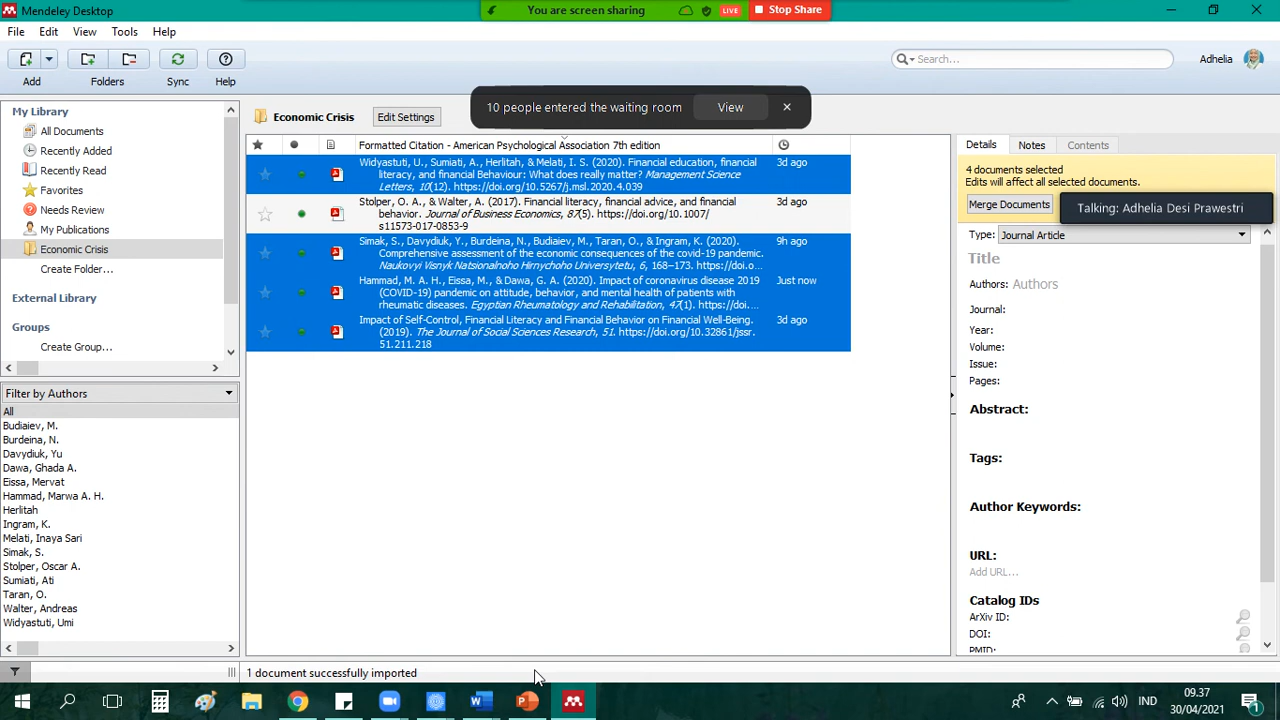 Mendeley Desktop
You are screen sharing
LIVE
Stop Share
File Edit View Tools Help
Add
Folders
Sync
Help
Search...
Adhelia
10 people entered the waiting room
View
My Library
All Documents
Recently Added
Recently Read
Favorites
Needs Review
My Publications
Economic Crisis
Create Folder...
External Library
Groups
Create Group...
Filter by Authors
All
Budiaiev, M.
Burdeina, N.
Davydiuk, Yu
Dawa, Ghada A.
Eissa, Mervat
Hammad, Marwa A. H.
Herlitah
Ingram, K.
Melati, Inaya Sari
Simak, S.
Stolper, Oscar A.
Sumiati, Ati
Taran, O.
Walter, Andreas
Widyastuti, Umi
Economic Crisis
Edit Settings
Formatted Citation - American Psychological Association 7th edition
Widyastuti, U., Sumiati, A., Herlitah, & Melati, I. S. (2020). Financial education, financial
literacy, and financial Behaviour: What does really matter? Management Science
Letters, 10(12). https://doi.org/10.5267/j.msl.2020.4.039
3d ago
Stolper, O. A., & Walter, A. (2017). Financial literacy, financial advice, and financial
behavior. Journal of Business Economics, 87(5). https://doi.org/10.1007/
s11573-017-0853-9
3d ago
Simak, S., Davydiuk, Y., Burdeina, N., Budiaiev, M., Taran, O., & Ingram, K. (2020).
Comprehensive assessment of the economic consequences of the covid-19 pandemic.
Naukovyi Visnyk Natsionalnoho Hirnychoho Universytetu, 6, 168–173. https://doi.o...
9h ago
Hammad, M. A. H., Eissa, M., & Dawa, G. A. (2020). Impact of coronavirus disease 2019
(COVID-19) pandemic on attitude, behavior, and mental health of patients with
rheumatic diseases. Egyptian Rheumatology and Rehabilitation, 47(1). https://doi....
Just now
Impact of Self-Control, Financial Literacy and Financial Behavior on Financial Well-Being.
(2019). The Journal of Social Sciences Research, 51. https://doi.org/10.32861/jssr.
51.211.218
3d ago
Details Notes Contents
4 documents selected
Edits will affect all selected documents.
Merge Documents
Talking: Adhelia Desi Prawestri
Type: Journal Article
Title
Authors: Authors
Journal:
Year:
Volume:
Issue:
Pages:
Abstract:
Tags:
Author Keywords:
URL:
Add URL...
Catalog IDs
ArXiv ID:
DOI:
PMID:
1 document successfully imported
IND
09.37
30/04/2021